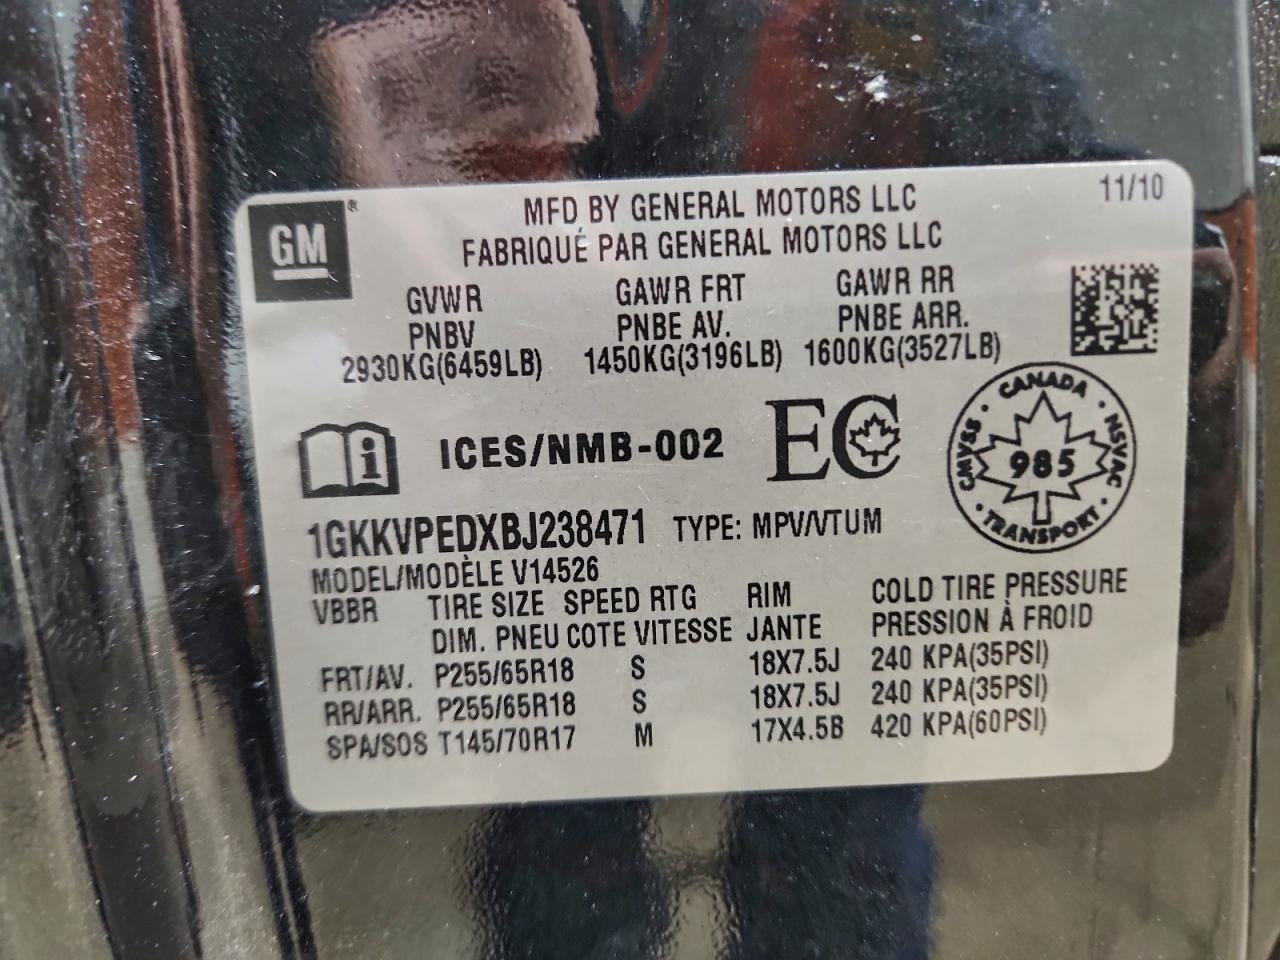 11/10
GM®
MFD BY GENERAL MOTORS LLC
FABRIQUÉ PAR GENERAL MOTORS LLC
GVWR GAWR FRT GAWR RR
PNBV PNBE AV. PNBE ARR.
2930KG(6459LB) 1450KG(3196LB) 1600KG(3527LB)
i ICES/NMB-002 EC
CANADA · NSVAC · TRANSPORT · CMVSS ·
985
1GKKVPEDXBJ238471 TYPE: MPV/VTUM
MODEL/MODÈLE V14526
VBBR TIRE SIZE SPEED RTG RIM COLD TIRE PRESSURE
DIM. PNEU COTE VITESSE JANTE PRESSION À FROID
FRT/AV. P255/65R18 S 18X7.5J 240 KPA(35PSI)
RR/ARR. P255/65R18 S 18X7.5J 240 KPA(35PSI)
SPA/SOS T145/70R17 M 17X4.5B 420 KPA(60PSI)